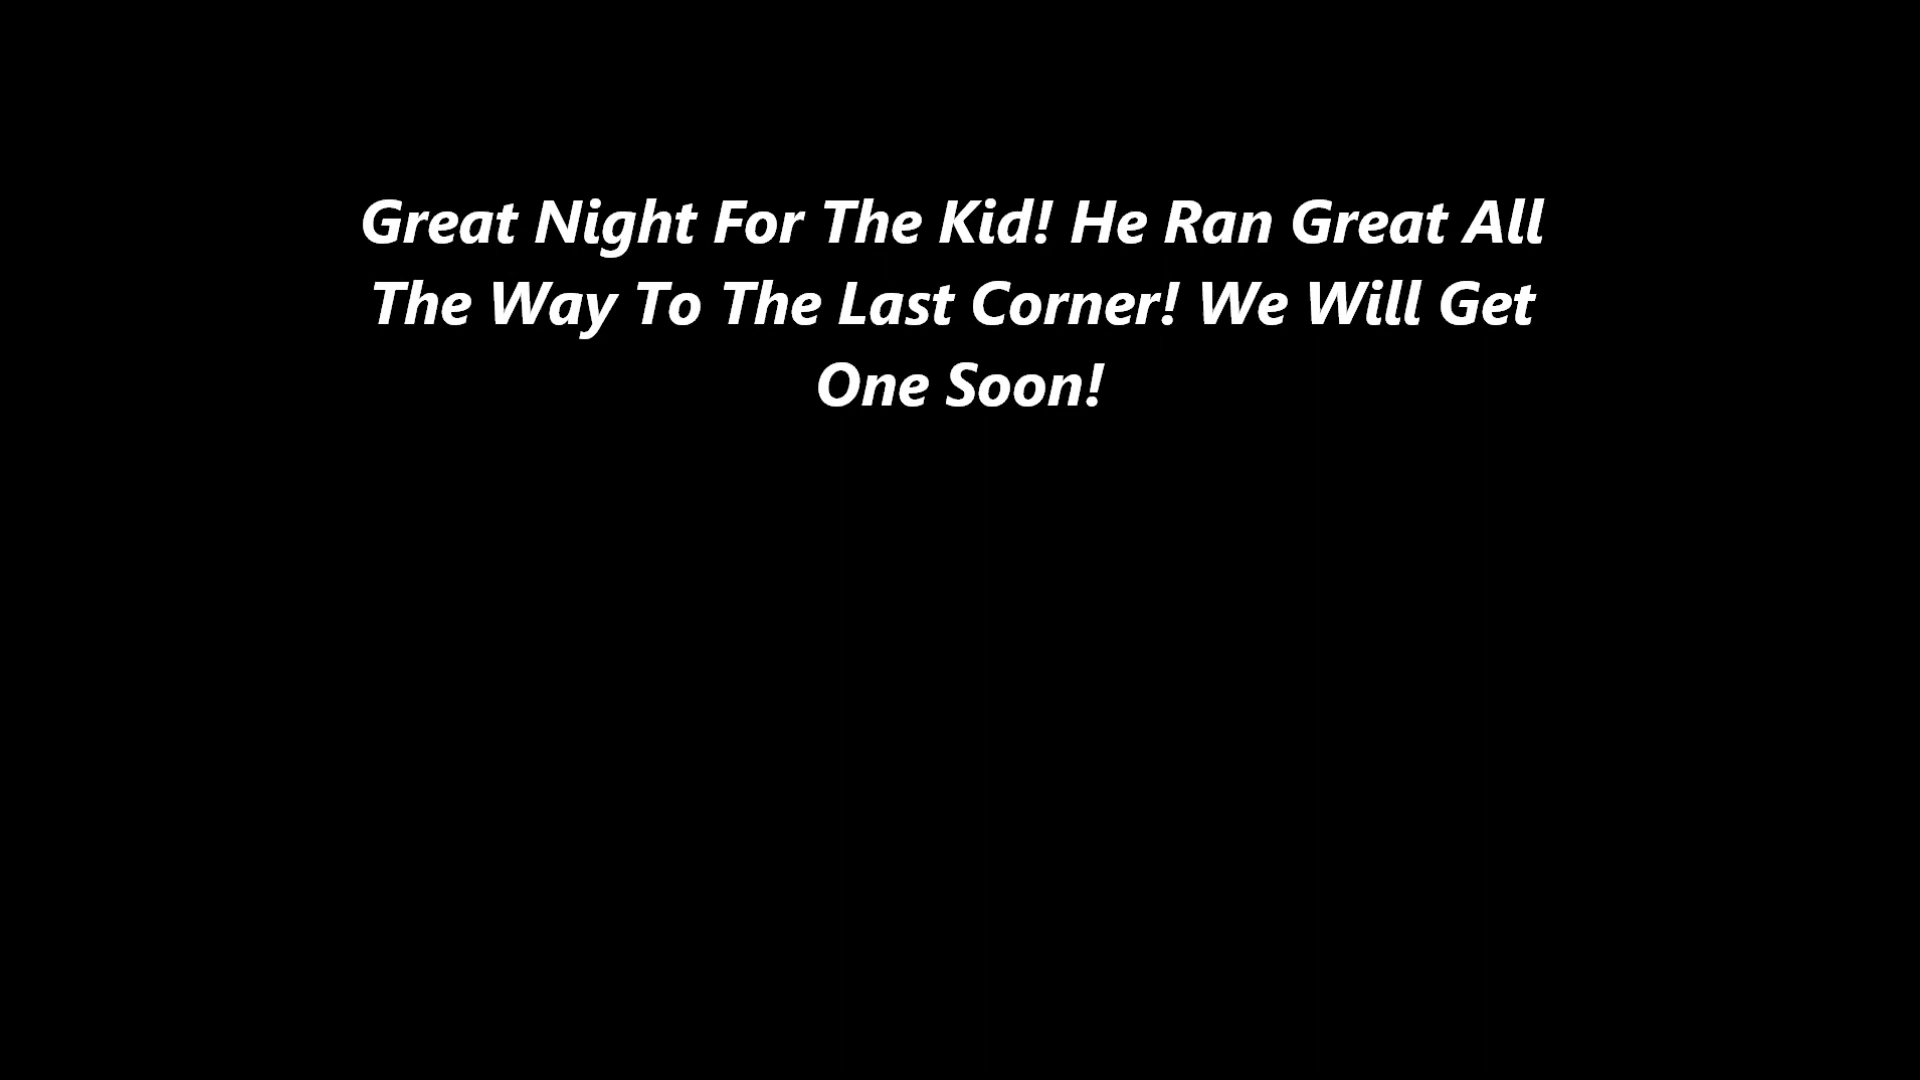 Great Night For The Kid! He Ran Great All
The Way To The Last Corner! We Will Get
One Soon!